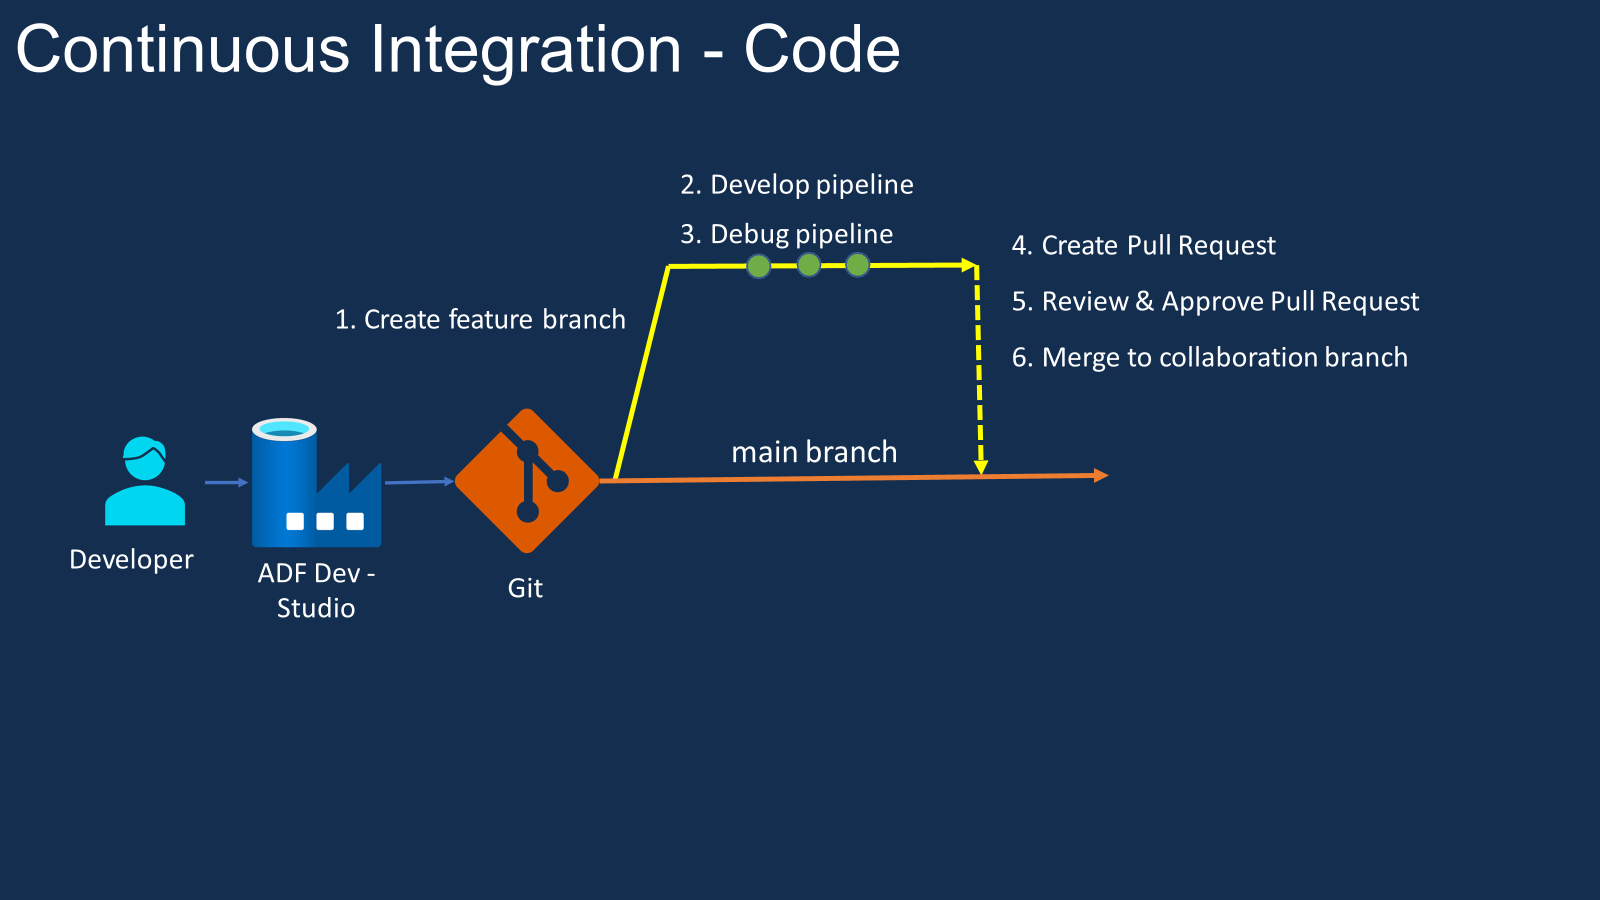 Continuous Integration - Code
2. Develop pipeline
3. Debug pipeline
4. Create Pull Request
5. Review & Approve Pull Request
6. Merge to collaboration branch
1. Create feature branch
main branch
Developer
ADF Dev -
Studio
Git